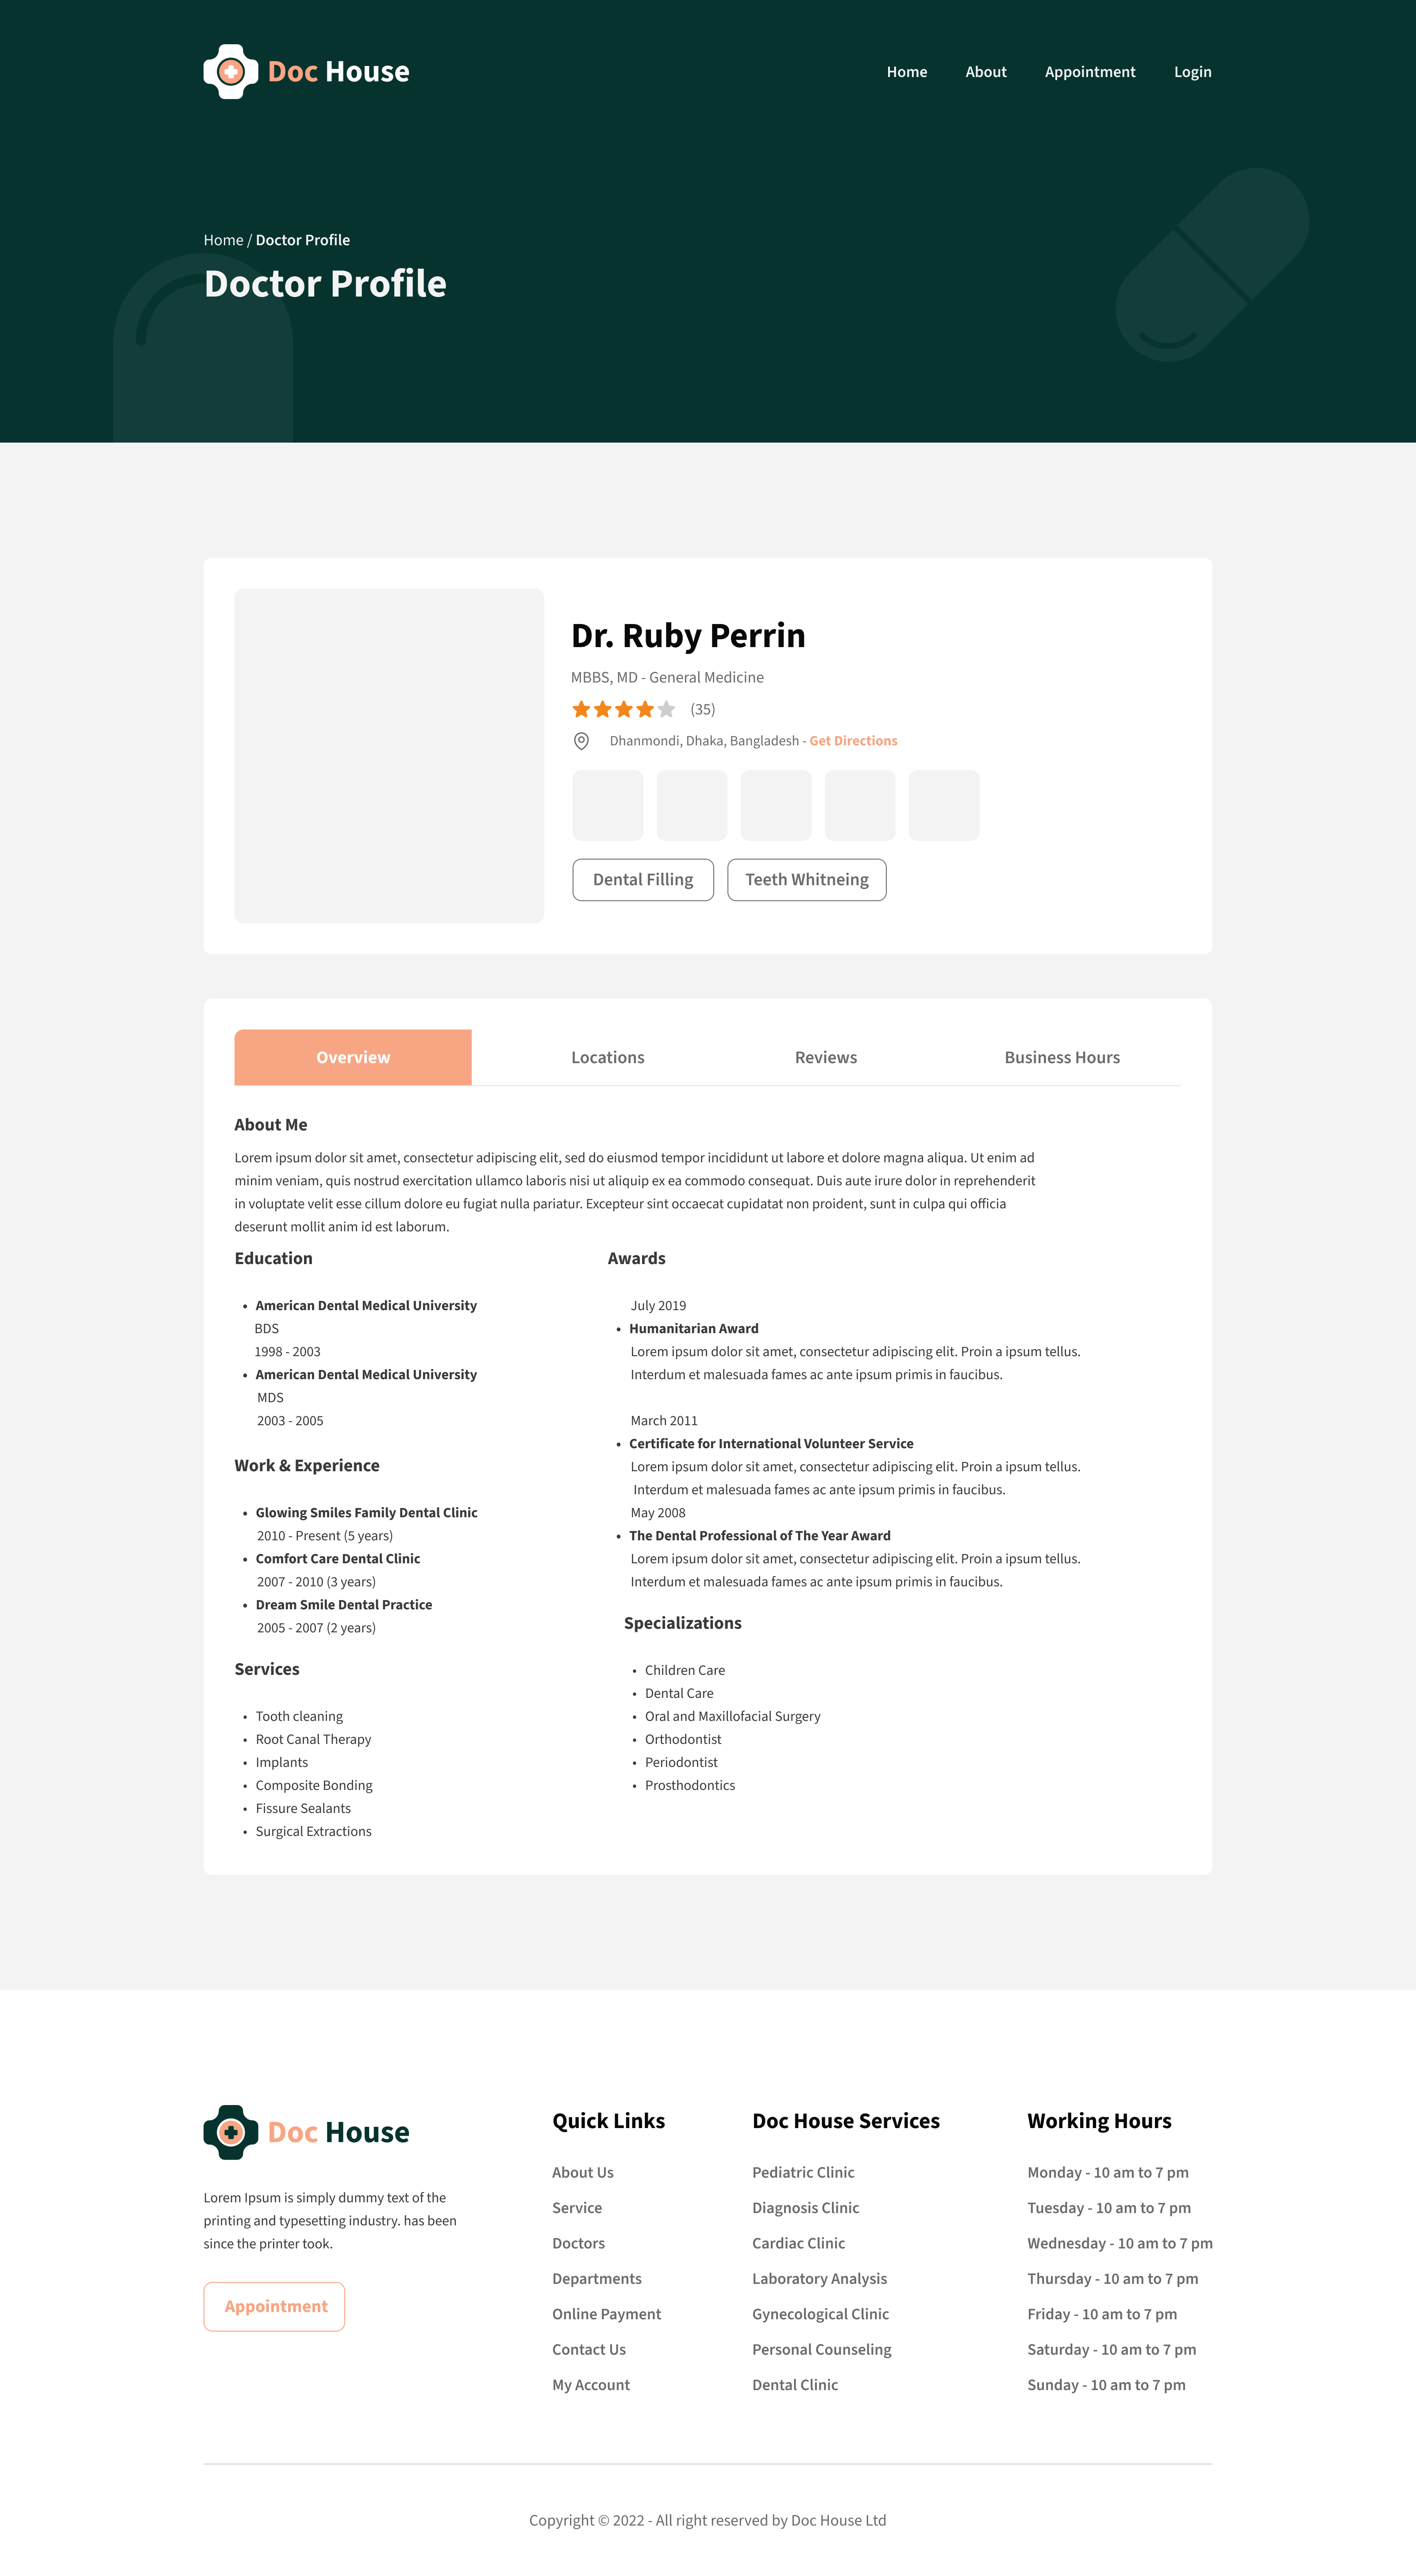 Doc House
Home
About
Appointment
Login
Home / Doctor Profile
Doctor Profile
Dr. Ruby Perrin
MBBS, MD - General Medicine
(35)
Dhanmondi, Dhaka, Bangladesh - Get Directions
Dental Filling
Teeth Whitneing
Overview
Locations
Reviews
Business Hours
About Me
Lorem ipsum dolor sit amet, consectetur adipiscing elit, sed do eiusmod tempor incididunt ut labore et dolore magna aliqua. Ut enim ad
minim veniam, quis nostrud exercitation ullamco laboris nisi ut aliquip ex ea commodo consequat. Duis aute irure dolor in reprehenderit
in voluptate velit esse cillum dolore eu fugiat nulla pariatur. Excepteur sint occaecat cupidatat non proident, sunt in culpa qui officia
deserunt mollit anim id est laborum.
Education
• American Dental Medical University
BDS
1998 - 2003
• American Dental Medical University
MDS
2003 - 2005
Work & Experience
• Glowing Smiles Family Dental Clinic
2010 - Present (5 years)
• Comfort Care Dental Clinic
2007 - 2010 (3 years)
• Dream Smile Dental Practice
2005 - 2007 (2 years)
Services
• Tooth cleaning
• Root Canal Therapy
• Implants
• Composite Bonding
• Fissure Sealants
• Surgical Extractions
Awards
July 2019
• Humanitarian Award
Lorem ipsum dolor sit amet, consectetur adipiscing elit. Proin a ipsum tellus.
Interdum et malesuada fames ac ante ipsum primis in faucibus.
March 2011
• Certificate for International Volunteer Service
Lorem ipsum dolor sit amet, consectetur adipiscing elit. Proin a ipsum tellus.
Interdum et malesuada fames ac ante ipsum primis in faucibus.
May 2008
• The Dental Professional of The Year Award
Lorem ipsum dolor sit amet, consectetur adipiscing elit. Proin a ipsum tellus.
Interdum et malesuada fames ac ante ipsum primis in faucibus.
Specializations
• Children Care
• Dental Care
• Oral and Maxillofacial Surgery
• Orthodontist
• Periodontist
• Prosthodontics
Doc House
Lorem Ipsum is simply dummy text of the
printing and typesetting industry. has been
since the printer took.
Appointment
Quick Links
About Us
Service
Doctors
Departments
Online Payment
Contact Us
My Account
Doc House Services
Pediatric Clinic
Diagnosis Clinic
Cardiac Clinic
Laboratory Analysis
Gynecological Clinic
Personal Counseling
Dental Clinic
Working Hours
Monday - 10 am to 7 pm
Tuesday - 10 am to 7 pm
Wednesday - 10 am to 7 pm
Thursday - 10 am to 7 pm
Friday - 10 am to 7 pm
Saturday - 10 am to 7 pm
Sunday - 10 am to 7 pm
Copyright © 2022 - All right reserved by Doc House Ltd